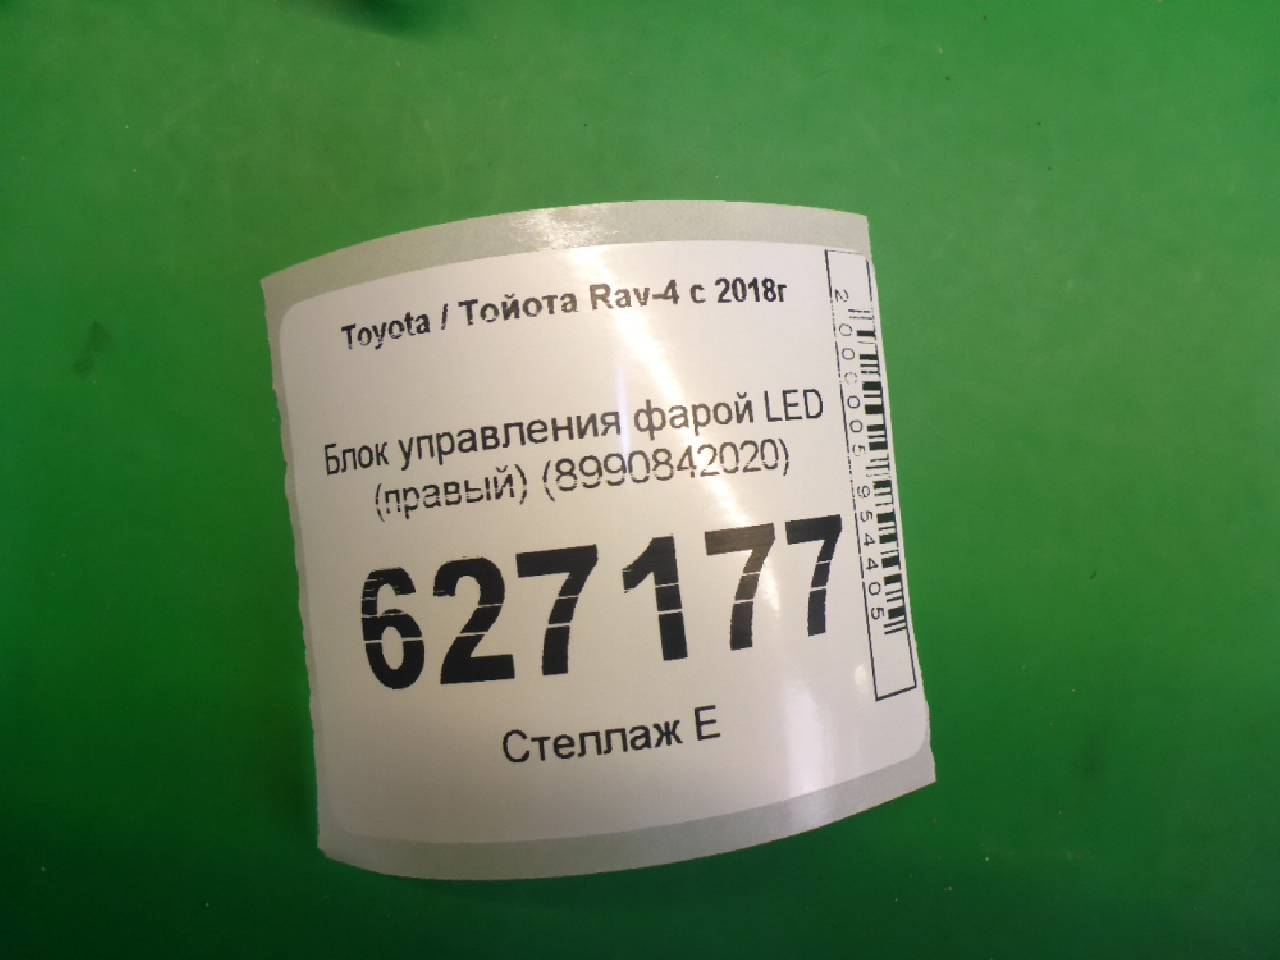 Toyota / Тойота Rav-4 с 2018г
Блок управления фарой LED
(правый) (8990842020)
627177
Стеллаж Е
2000005954405